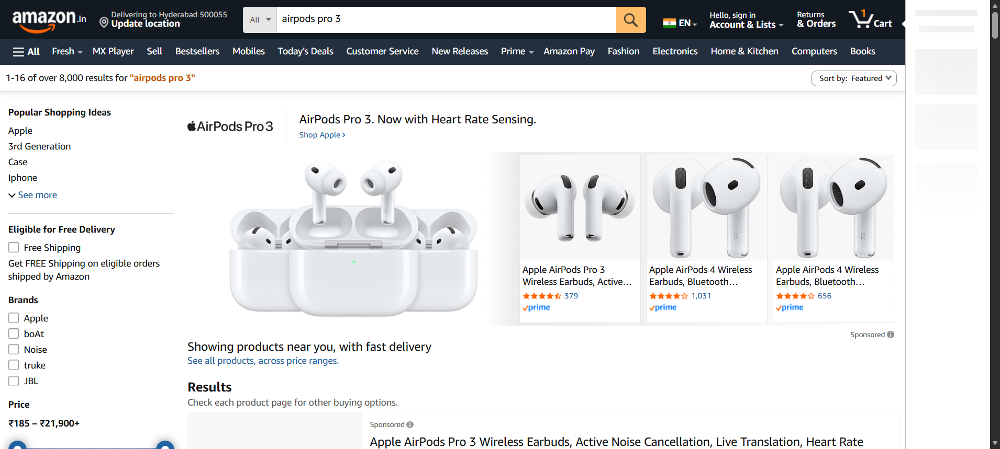 amazon.in
Delivering to Hyderabad 500055
Update location
All
airpods pro 3
EN
Hello, sign in
Account & Lists
Returns
& Orders
1
Cart
All
Fresh
MX Player
Sell
Bestsellers
Mobiles
Today's Deals
Customer Service
New Releases
Prime
Amazon Pay
Fashion
Electronics
Home & Kitchen
Computers
Books
1-16 of over 8,000 results for "airpods pro 3"
Sort by: Featured
Popular Shopping Ideas
Apple
3rd Generation
Case
Iphone
See more
Eligible for Free Delivery
Free Shipping
Get FREE Shipping on eligible orders
shipped by Amazon
Brands
Apple
boAt
Noise
truke
JBL
Price
₹185 – ₹21,900+
AirPods Pro 3
AirPods Pro 3. Now with Heart Rate Sensing.
Shop Apple ›
L
R
R
R
Apple AirPods Pro 3
Wireless Earbuds, Active…
379
prime
Apple AirPods 4 Wireless
Earbuds, Bluetooth…
1,031
prime
Apple AirPods 4 Wireless
Earbuds, Bluetooth…
656
prime
Sponsored
Showing products near you, with fast delivery
See all products, across price ranges.
Results
Check each product page for other buying options.
Sponsored
Apple AirPods Pro 3 Wireless Earbuds, Active Noise Cancellation, Live Translation, Heart Rate